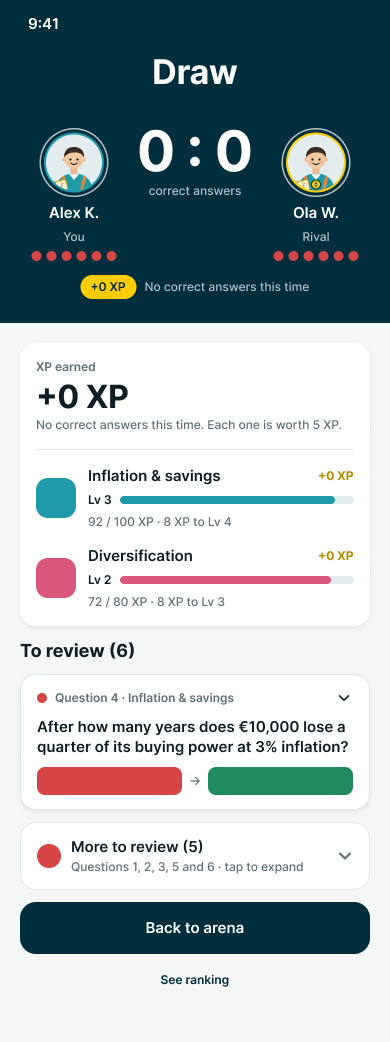 9:41
Draw
0 : 0
correct answers
Alex K.
You
Ola W.
Rival
+0 XP
No correct answers this time
XP earned
+0 XP
No correct answers this time. Each one is worth 5 XP.
Inflation & savings
+0 XP
Lv 3
92 / 100 XP · 8 XP to Lv 4
Diversification
+0 XP
Lv 2
72 / 80 XP · 8 XP to Lv 3
To review (6)
Question 4 · Inflation & savings
After how many years does €10,000 lose a
quarter of its buying power at 3% inflation?
→
More to review (5)
Questions 1, 2, 3, 5 and 6 · tap to expand
Back to arena
See ranking